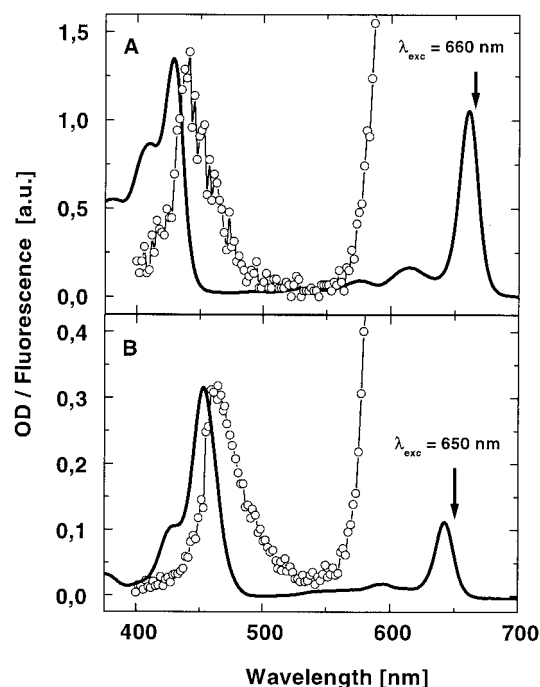 1,5
A
λexc = 660 nm
1,0
0,5
0,0
OD / Fluorescence [a.u.]
0,4
B
0,3
λexc = 650 nm
0,2
0,1
0,0
400 500 600 700
Wavelength [nm]